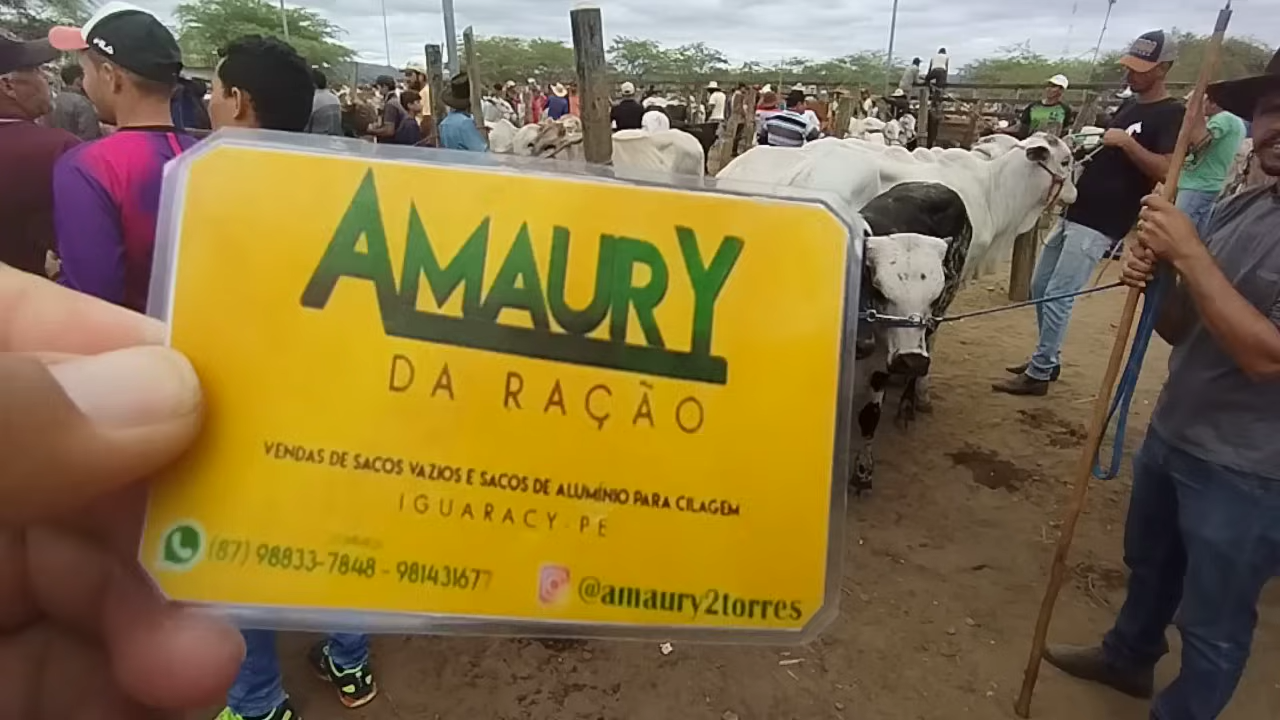 FILA
AMAURY
DA RAÇÃO
VENDAS DE SACOS VAZIOS E SACOS DE ALUMÍNIO PARA CILAGEM
IGUARACY-PE
(87) 98833-7848 - 981431677
@amaury2torres